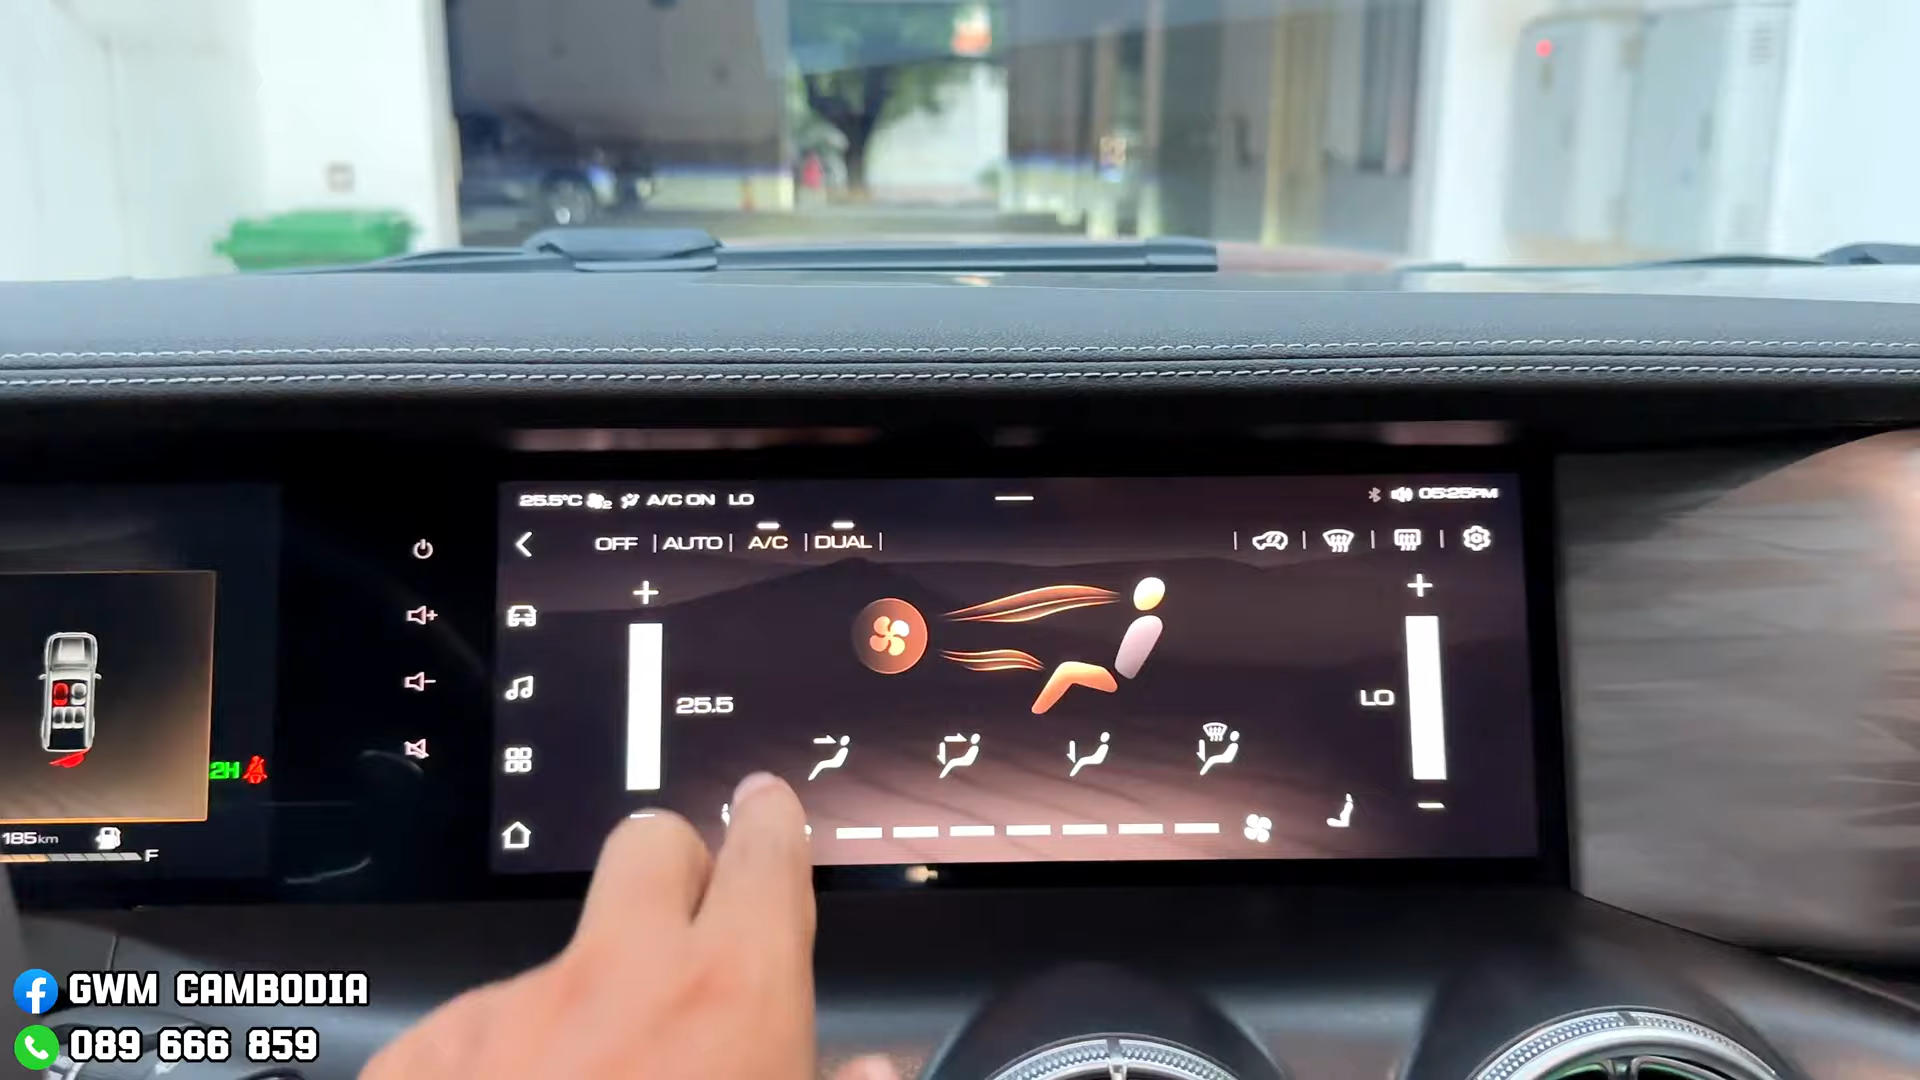 25.5°C 2 A/C ON LO
05:25PM
OFF | AUTO | A/C | DUAL |
25.5
LO
2H
185km
F
GWM CAMBODIA
089 666 859